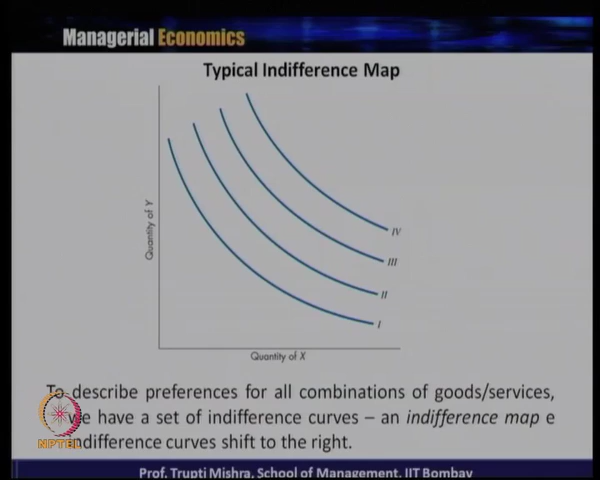 Managerial Economics
Typical Indifference Map
Quantity of Y
IV
III
II
I
Quantity of X
To describe preferences for all combinations of goods/services,
we have a set of indifference curves – an indifference map e
indifference curves shift to the right.
NPTEL
Prof. Trupti Mishra, School of Management, IIT Bombay